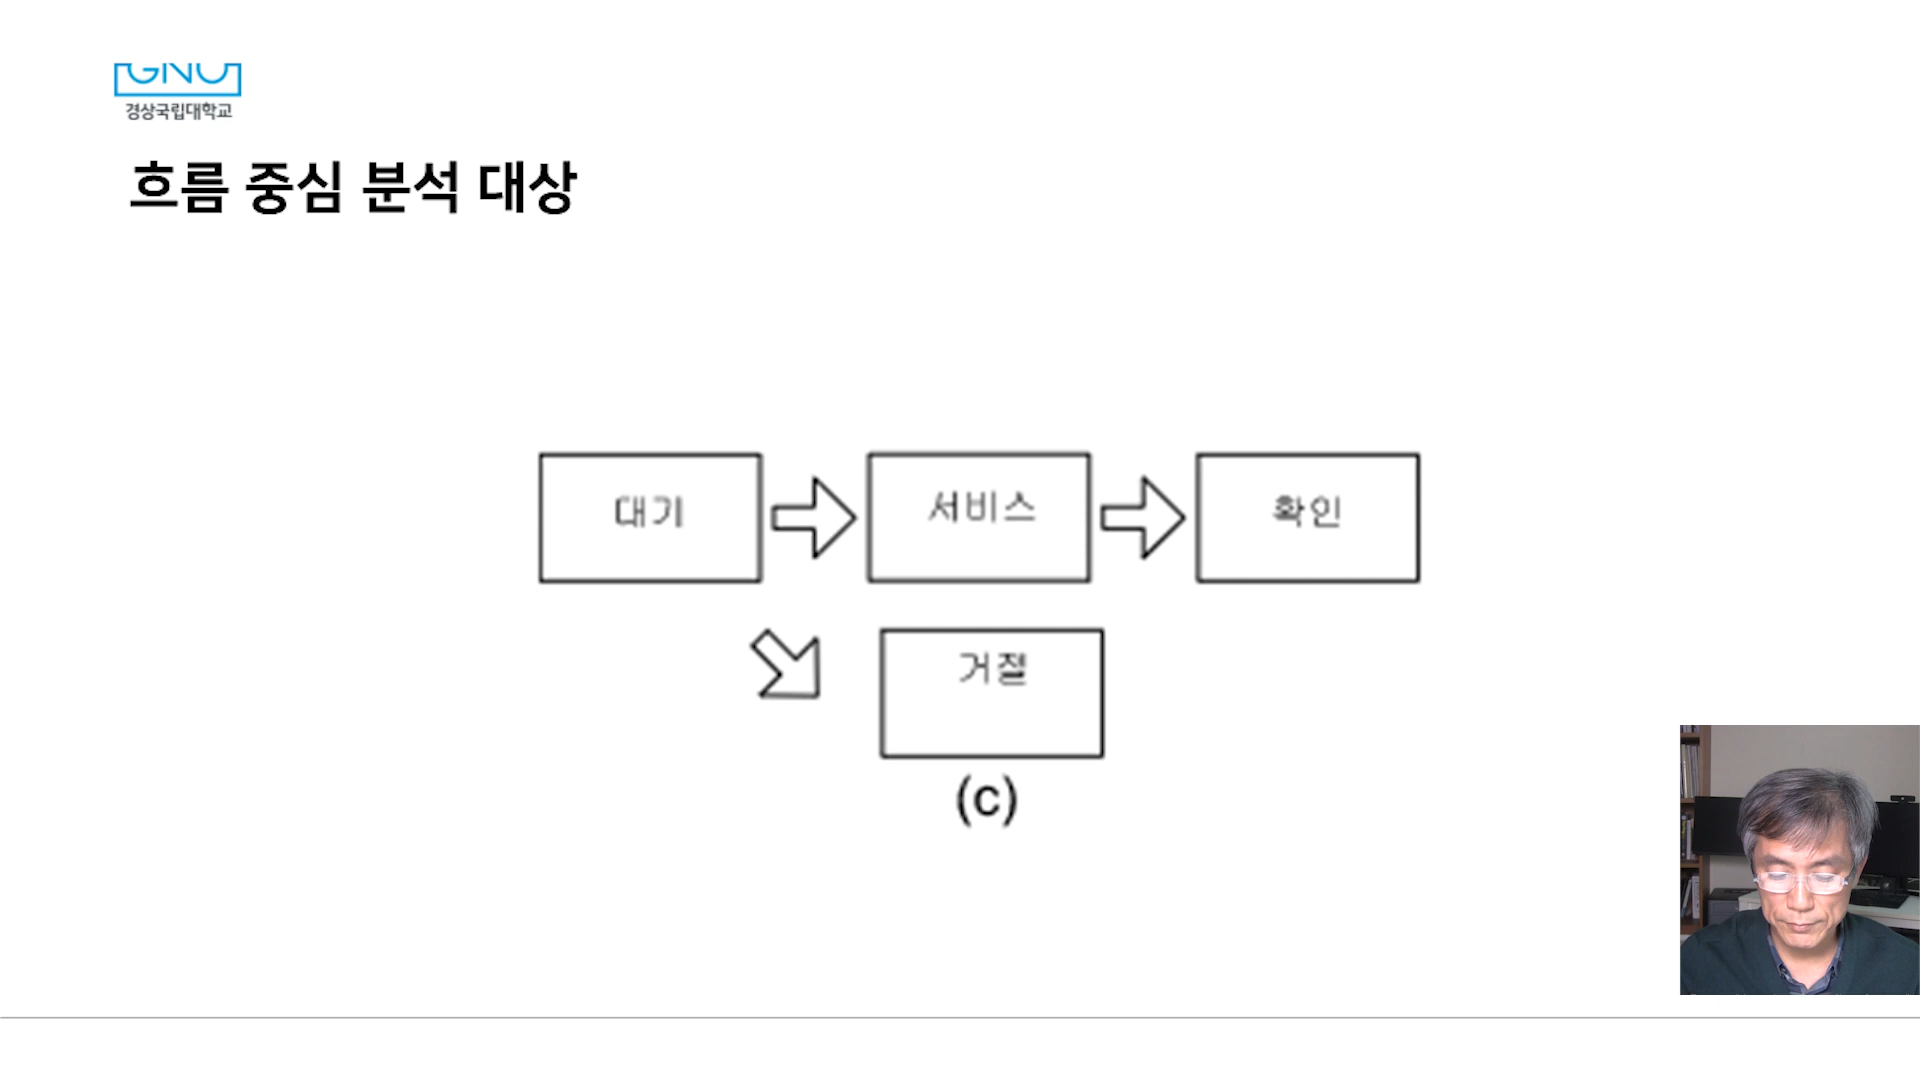 GNU
경상국립대학교
흐름 중심 분석 대상
대기
서비스
확인
거절
(c)